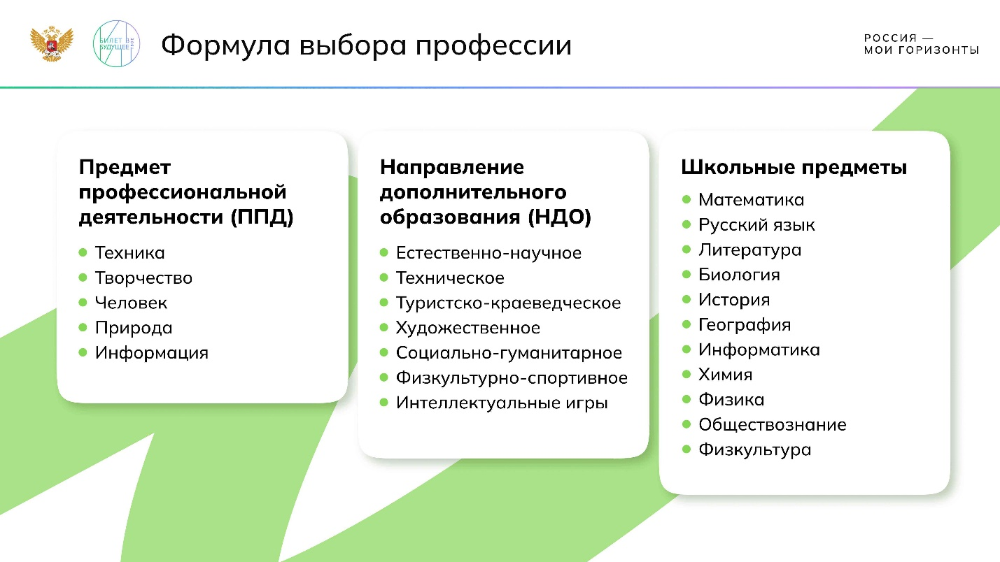 БИЛЕТ В
БУДУЩЕЕ
Формула выбора профессии
РОССИЯ —
МОИ ГОРИЗОНТЫ
Предмет
профессиональной
деятельности (ППД)
Техника
Творчество
Человек
Природа
Информация
Направление
дополнительного
образования (НДО)
Естественно-научное
Техническое
Туристско-краеведческое
Художественное
Социально-гуманитарное
Физкультурно-спортивное
Интеллектуальные игры
Школьные предметы
Математика
Русский язык
Литература
Биология
История
География
Информатика
Химия
Физика
Обществознание
Физкультура